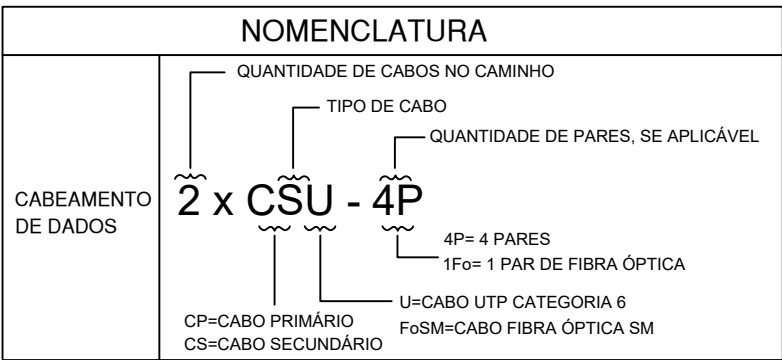 NOMENCLATURA
QUANTIDADE DE CABOS NO CAMINHO
TIPO DE CABO
QUANTIDADE DE PARES, SE APLICÁVEL
CABEAMENTO
DE DADOS
2 x CSU - 4P
4P= 4 PARES
1Fo= 1 PAR DE FIBRA ÓPTICA
U=CABO UTP CATEGORIA 6
FoSM=CABO FIBRA ÓPTICA SM
CP=CABO PRIMÁRIO
CS=CABO SECUNDÁRIO